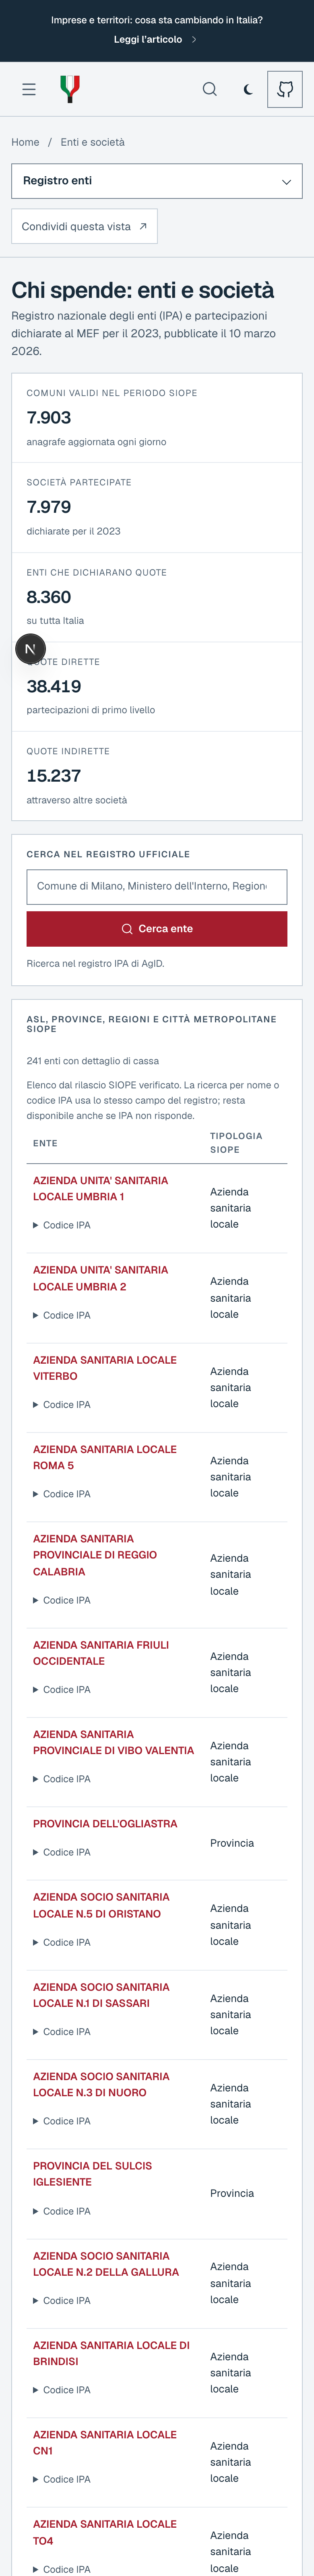 Imprese e territori: cosa sta cambiando in Italia?
Leggi l'articolo
Home / Enti e società
Registro enti
Condividi questa vista
Chi spende: enti e società
Registro nazionale degli enti (IPA) e partecipazioni
dichiarate al MEF per il 2023, pubblicate il 10 marzo
2026.
COMUNI VALIDI NEL PERIODO SIOPE
7.903
anagrafe aggiornata ogni giorno
SOCIETÀ PARTECIPATE
7.979
dichiarate per il 2023
ENTI CHE DICHIARANO QUOTE
8.360
su tutta Italia
N
OTE DIRETTE
38.419
partecipazioni di primo livello
QUOTE INDIRETTE
15.237
attraverso altre società
CERCA NEL REGISTRO UFFICIALE
Comune di Milano, Ministero dell'Interno, Region
Cerca ente
Ricerca nel registro IPA di AgID.
ASL, PROVINCE, REGIONI E CITTÀ METROPOLITANE
SIOPE
241 enti con dettaglio di cassa
Elenco dal rilascio SIOPE verificato. La ricerca per nome o
codice IPA usa lo stesso campo del registro; resta
disponibile anche se IPA non risponde.
ENTE
TIPOLOGIA
SIOPE
AZIENDA UNITA' SANITARIA
LOCALE UMBRIA 1
Codice IPA
Azienda
sanitaria
locale
AZIENDA UNITA' SANITARIA
LOCALE UMBRIA 2
Codice IPA
Azienda
sanitaria
locale
AZIENDA SANITARIA LOCALE
VITERBO
Codice IPA
Azienda
sanitaria
locale
AZIENDA SANITARIA LOCALE
ROMA 5
Codice IPA
Azienda
sanitaria
locale
AZIENDA SANITARIA
PROVINCIALE DI REGGIO
CALABRIA
Codice IPA
Azienda
sanitaria
locale
AZIENDA SANITARIA FRIULI
OCCIDENTALE
Codice IPA
Azienda
sanitaria
locale
AZIENDA SANITARIA
PROVINCIALE DI VIBO VALENTIA
Codice IPA
Azienda
sanitaria
locale
PROVINCIA DELL'OGLIASTRA
Codice IPA
Provincia
AZIENDA SOCIO SANITARIA
LOCALE N.5 DI ORISTANO
Codice IPA
Azienda
sanitaria
locale
AZIENDA SOCIO SANITARIA
LOCALE N.1 DI SASSARI
Codice IPA
Azienda
sanitaria
locale
AZIENDA SOCIO SANITARIA
LOCALE N.3 DI NUORO
Codice IPA
Azienda
sanitaria
locale
PROVINCIA DEL SULCIS
IGLESIENTE
Codice IPA
Provincia
AZIENDA SOCIO SANITARIA
LOCALE N.2 DELLA GALLURA
Codice IPA
Azienda
sanitaria
locale
AZIENDA SANITARIA LOCALE DI
BRINDISI
Codice IPA
Azienda
sanitaria
locale
AZIENDA SANITARIA LOCALE
CN1
Codice IPA
Azienda
sanitaria
locale
AZIENDA SANITARIA LOCALE
TO4
Codice IPA
Azienda
sanitaria
locale